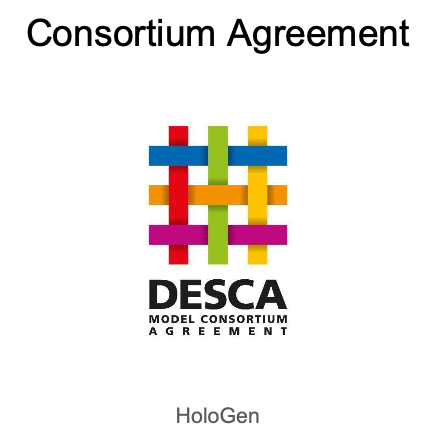 Consortium Agreement
DESCA
MODEL CONSORTIUM
AGREEMENT
HoloGen